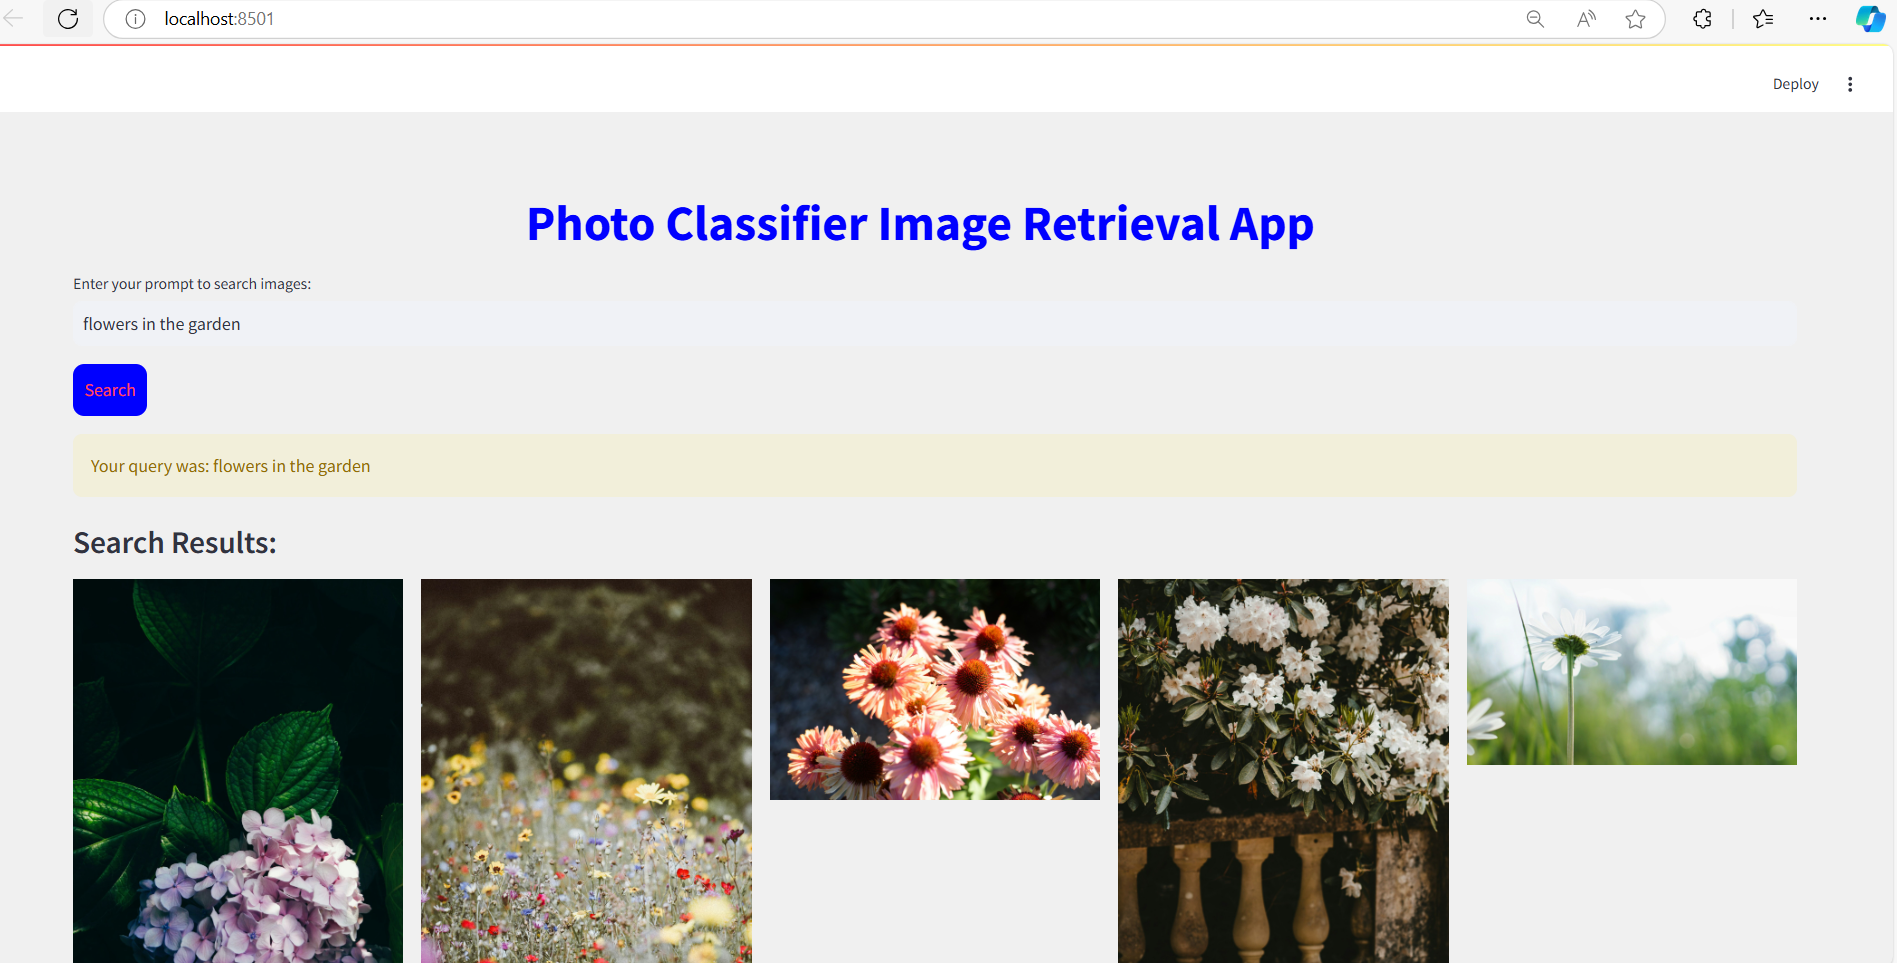 localhost:8501
Deploy
Photo Classifier Image Retrieval App
Enter your prompt to search images:
flowers in the garden
Search
Your query was: flowers in the garden
Search Results: